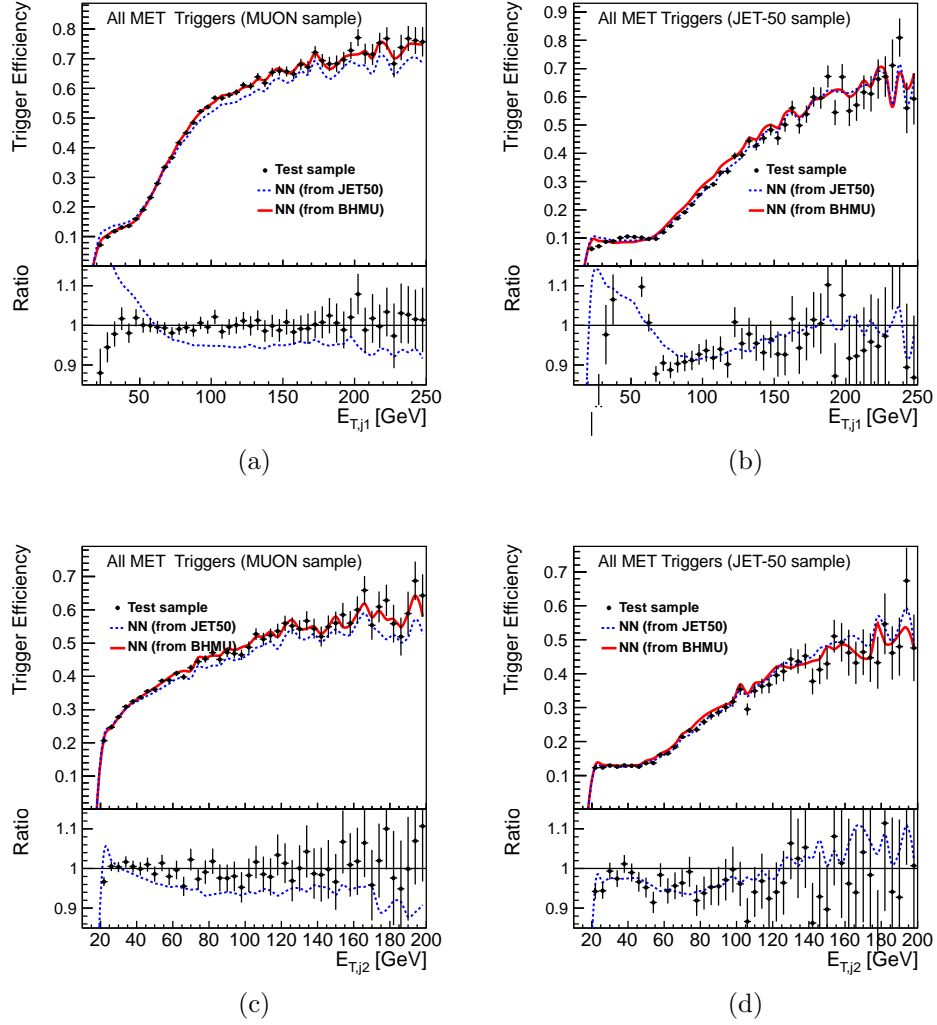 All MET Triggers (MUON sample)
Trigger Efficiency
0.8
0.7
0.6
0.5
0.4
0.3
0.2
0.1
Test sample
NN (from JET50)
NN (from BHMU)
Ratio
1.1
1
0.9
50 100 150 200 250
E_T,j1 [GeV]
(a)
All MET Triggers (JET-50 sample)
Trigger Efficiency
0.8
0.7
0.6
0.5
0.4
0.3
0.2
0.1
Test sample
NN (from JET50)
NN (from BHMU)
Ratio
1.1
1
0.9
50 100 150 200 250
E_T,j1 [GeV]
(b)
All MET Triggers (MUON sample)
Trigger Efficiency
0.7
0.6
0.5
0.4
0.3
0.2
0.1
Test sample
NN (from JET50)
NN (from BHMU)
Ratio
1.1
1
0.9
20 40 60 80 100 120 140 160 180 200
E_T,j2 [GeV]
(c)
All MET Triggers (JET-50 sample)
Trigger Efficiency
0.7
0.6
0.5
0.4
0.3
0.2
0.1
Test sample
NN (from JET50)
NN (from BHMU)
Ratio
1.1
1
0.9
20 40 60 80 100 120 140 160 180 200
E_T,j2 [GeV]
(d)